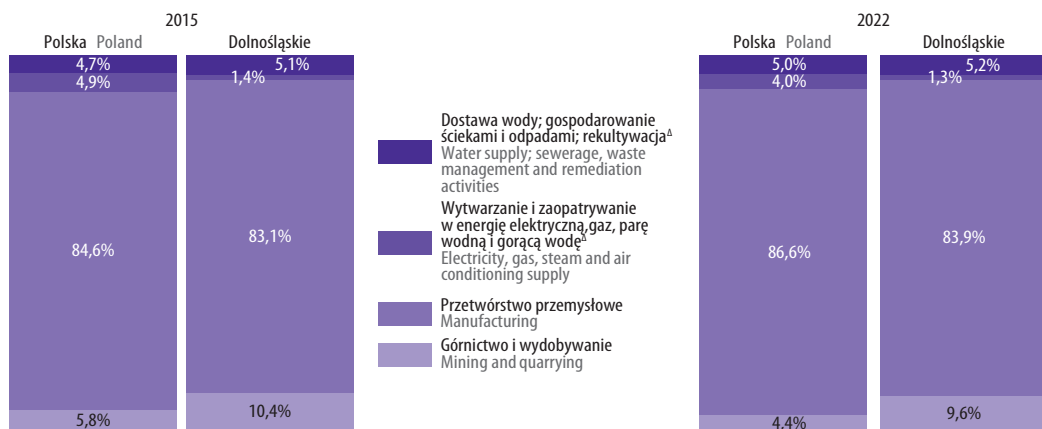 2015
Polska Poland
Dolnośląskie
4,7%
4,9%
84,6%
5,8%
5,1%
1,4%
83,1%
10,4%
Dostawa wody; gospodarowanie
ściekami i odpadami; rekultywacjaΔ
Water supply; sewerage, waste
management and remediation
activities
Wytwarzanie i zaopatrywanie
w energię elektryczną,gaz, parę
wodną i gorącą wodęΔ
Electricity, gas, steam and air
conditioning supply
Przetwórstwo przemysłowe
Manufacturing
Górnictwo i wydobywanie
Mining and quarrying
2022
Polska Poland
Dolnośląskie
5,0%
4,0%
86,6%
4,4%
5,2%
1,3%
83,9%
9,6%